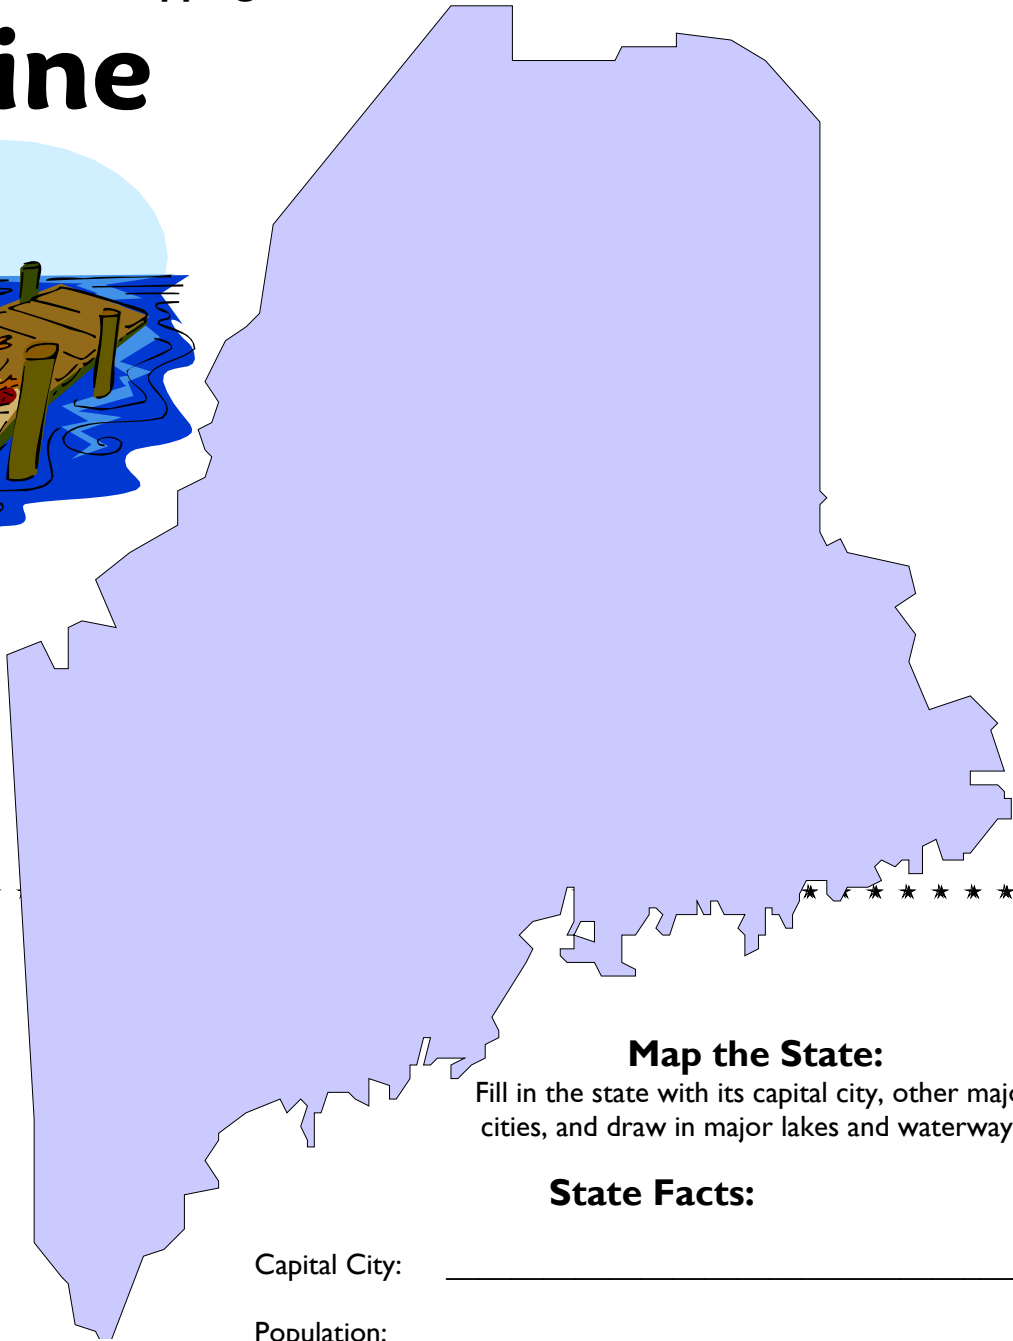 ine
Map the State:
Fill in the state with its capital city, other majo
cities, and draw in major lakes and waterway
State Facts:
Capital City:
Population: